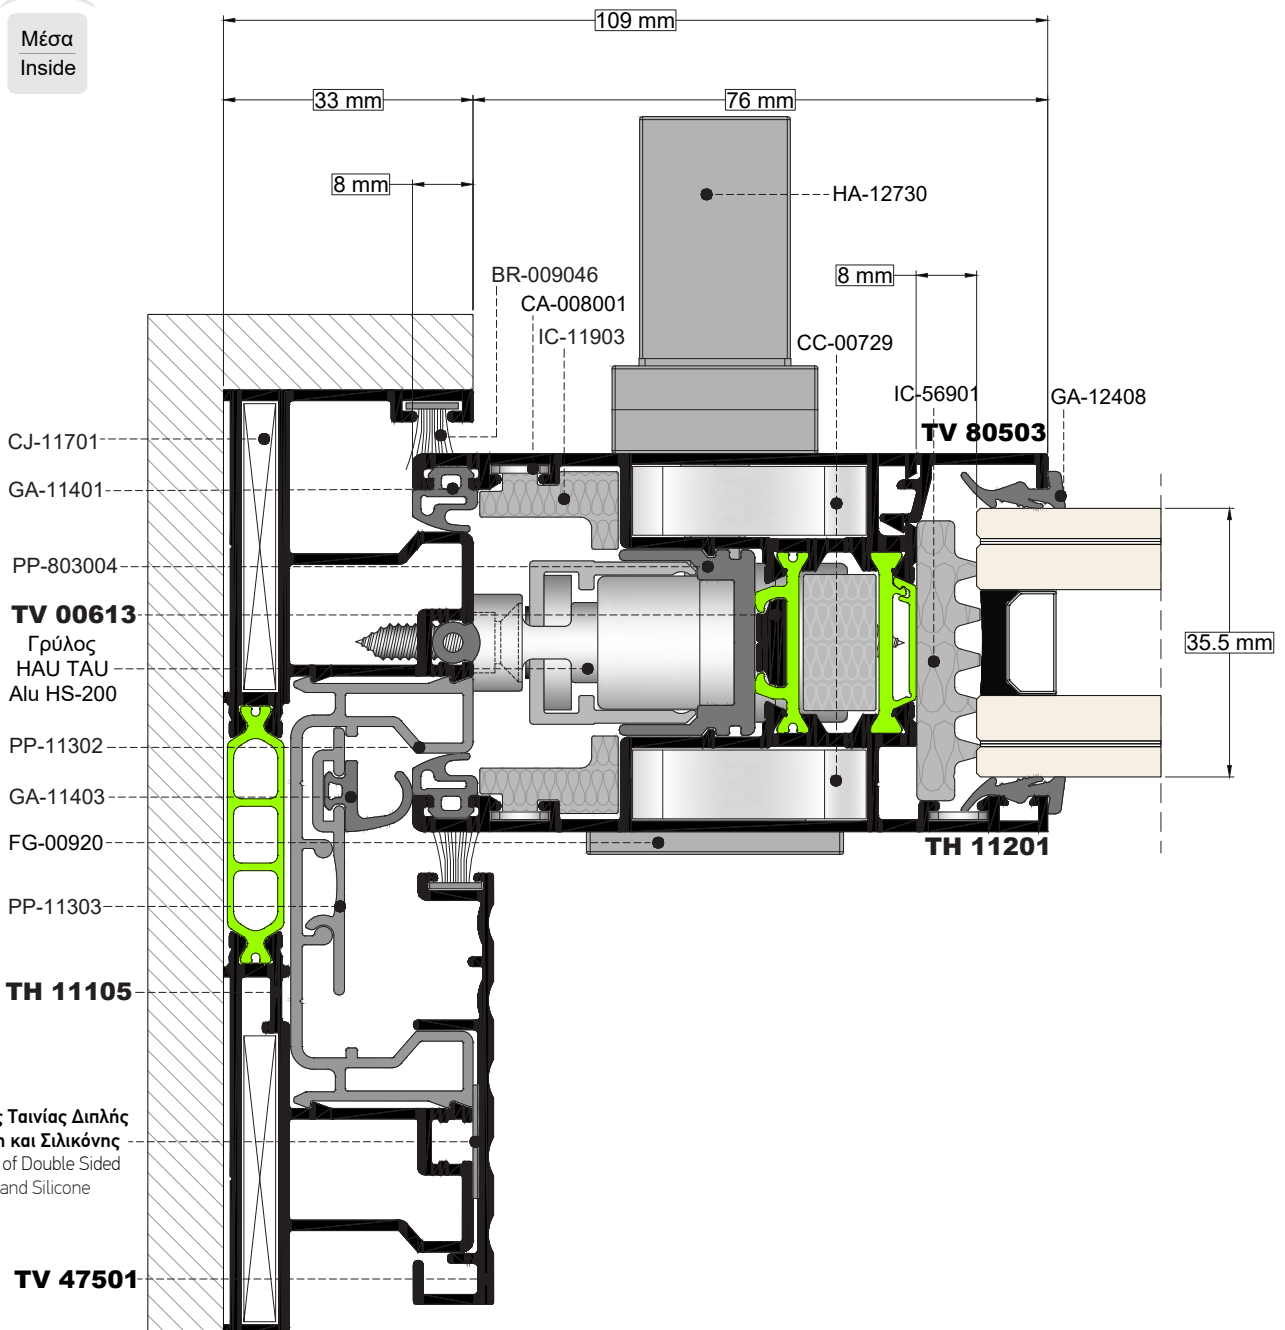 109 mm
Μέσα
Inside
33 mm
76 mm
8 mm
HA-12730
BR-009046
8 mm
CA-008001
IC-11903
CC-00729
IC-56901
GA-12408
TV 80503
CJ-11701
GA-11401
PP-803004
TV 00613
Γρύλος
HAU TAU
Alu HS-200
35.5 mm
PP-11302
GA-11403
FG-00920
TH 11201
PP-11303
TH 11105
Ταινίας Διπλής
και Σιλικόνης
of Double Sided
and Silicone
TV 47501